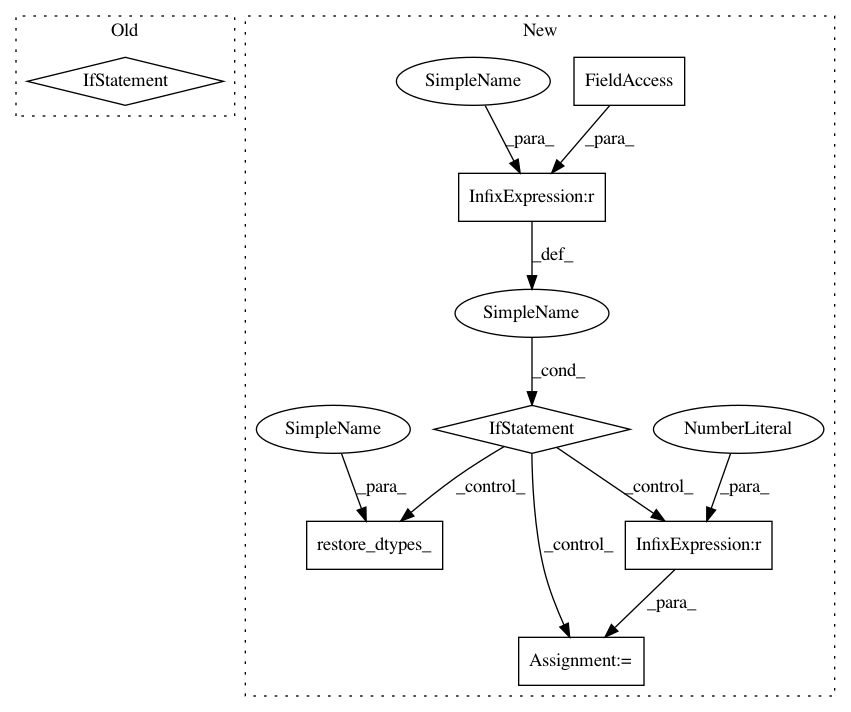 Old
New
IfStatement
SimpleName
FieldAccess
_para_
_para_
InfixExpression:r
_def_
SimpleName
_cond_
SimpleName
IfStatement
NumberLiteral
_para_
_control_
_control_
_para_
restore_dtypes_
_control_
InfixExpression:r
_para_
Assignment:=